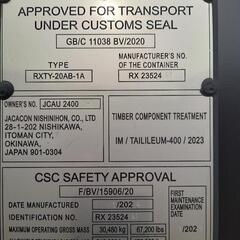 APPROVED FOR TRANSPORT
UNDER CUSTOMS SEAL
GB/C 11038 BV/2020
TYPE
RXTY-20AB-1A
MANUFACTURER'S NO.
OF THE CONTAINER
RX 23524
OWNER'S NO. JCAU 2400
JACACON NISHINIHON, CO., LTD
28-1-202 NISHIKAWA,
ITOMAN CITY,
OKINAWA,
JAPAN 901-0304
TIMBER COMPONENT TREATMENT
IM / TAILILEUM-400 / 2023
CSC SAFETY APPROVAL
F/BV/15906/20
DATE MANUFACTURED /202
IDENTIFICATION NO. RX 23524
MAXIMUM OPERATING GROSS MASS 30,480 kg 67,200 lbs
FIRST
MAINTENANCE
EXAMINATION
DATE
/202